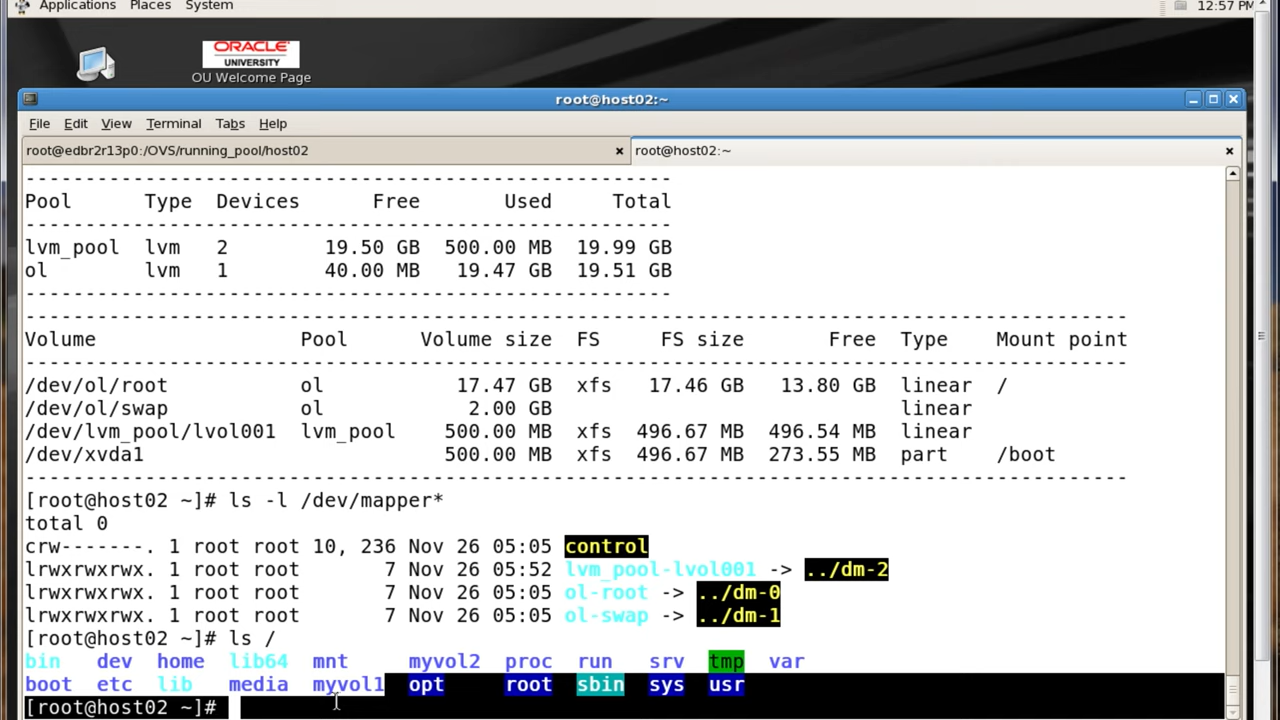 Applications Places System 12:57 PM
ORACLE
UNIVERSITY
OU Welcome Page
root@host02:~
File Edit View Terminal Tabs Help
root@edbr2r13p0:/OVS/running_pool/host02 × root@host02:~ ×
---------------------------------------------------------
Pool Type Devices Free Used Total
---------------------------------------------------------
lvm_pool lvm 2 19.50 GB 500.00 MB 19.99 GB
ol lvm 1 40.00 MB 19.47 GB 19.51 GB
---------------------------------------------------------
---------------------------------------------------------------------------------------------
Volume Pool Volume size FS FS size Free Type Mount point
---------------------------------------------------------------------------------------------
/dev/ol/root ol 17.47 GB xfs 17.46 GB 13.80 GB linear /
/dev/ol/swap ol 2.00 GB linear
/dev/lvm_pool/lvol001 lvm_pool 500.00 MB xfs 496.67 MB 496.54 MB linear
/dev/xvda1 500.00 MB xfs 496.67 MB 273.55 MB part /boot
---------------------------------------------------------------------------------------------
[root@host02 ~]# ls -l /dev/mapper*
total 0
crw-------. 1 root root 10, 236 Nov 26 05:05 control
lrwxrwxrwx. 1 root root 7 Nov 26 05:52 lvm_pool-lvol001 -> ../dm-2
lrwxrwxrwx. 1 root root 7 Nov 26 05:05 ol-root -> ../dm-0
lrwxrwxrwx. 1 root root 7 Nov 26 05:05 ol-swap -> ../dm-1
[root@host02 ~]# ls /
bin dev home lib64 mnt myvol2 proc run srv tmp var
boot etc lib media myvol1 opt root sbin sys usr
[root@host02 ~]#